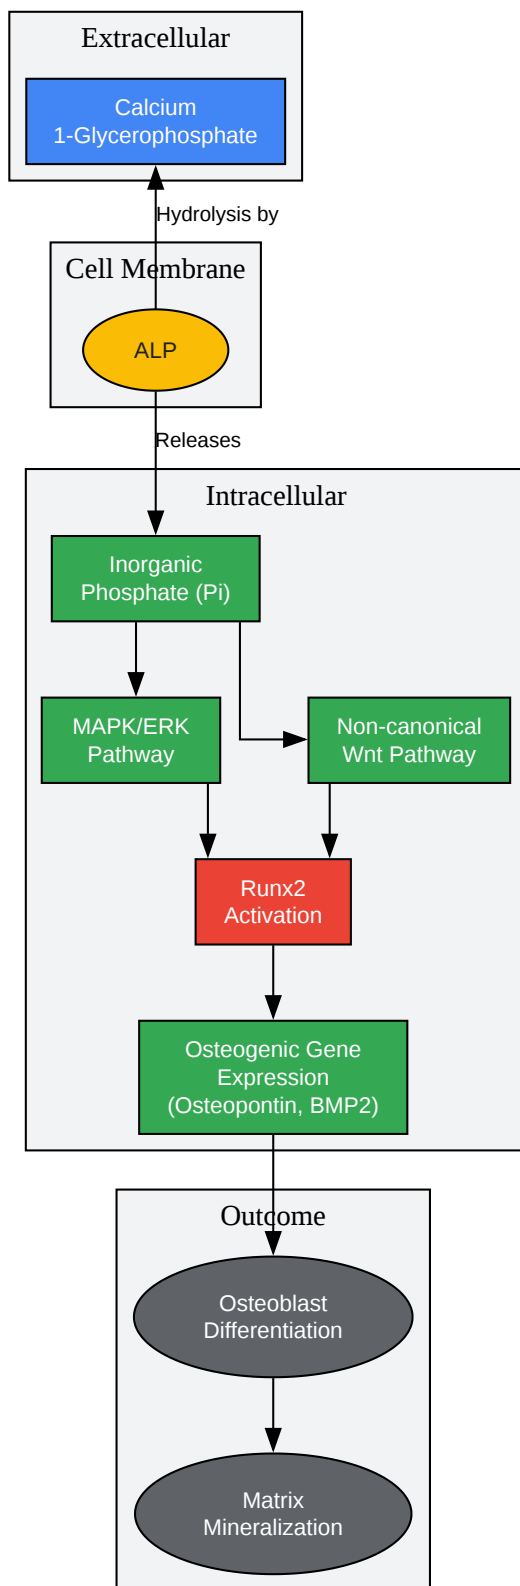 Extracellular
Calcium
1-Glycerophosphate
Hydrolysis by
Cell Membrane
ALP
Releases
Intracellular
Inorganic
Phosphate (Pi)
MAPK/ERK
Pathway
Non-canonical
Wnt Pathway
Runx2
Activation
Osteogenic Gene
Expression
(Osteopontin, BMP2)
Outcome
Osteoblast
Differentiation
Matrix
Mineralization